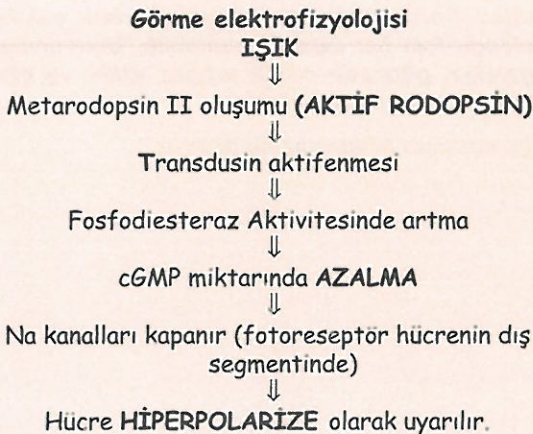 Görme elektrofizyolojisi
IŞIK
⇓
Metarodopsin II oluşumu (AKTİF RODOPSİN)
⇓
Transdusin aktifenmesi
⇓
Fosfodiesteraz Aktivitesinde artma
⇓
cGMP miktarında AZALMA
⇓
Na kanalları kapanır (fotoreseptör hücrenin dış
segmentinde)
⇓
Hücre HİPERPOLARİZE olarak uyarılır.